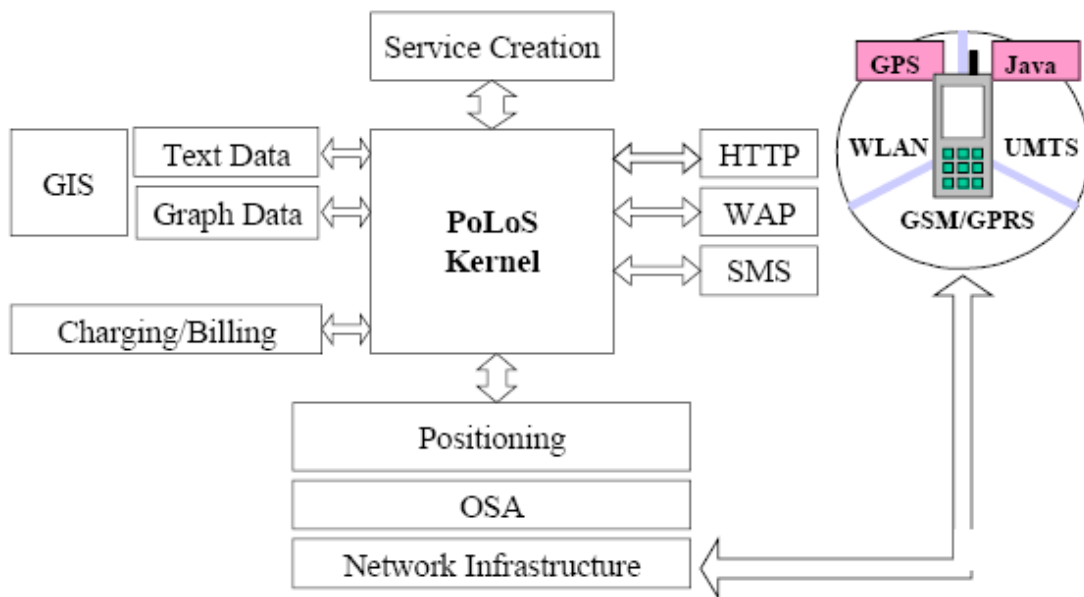 Service Creation
GPS
Java
GIS
Text Data
Graph Data
PoLoS
Kernel
HTTP
WAP
SMS
WLAN
UMTS
GSM/GPRS
Charging/Billing
Positioning
OSA
Network Infrastructure